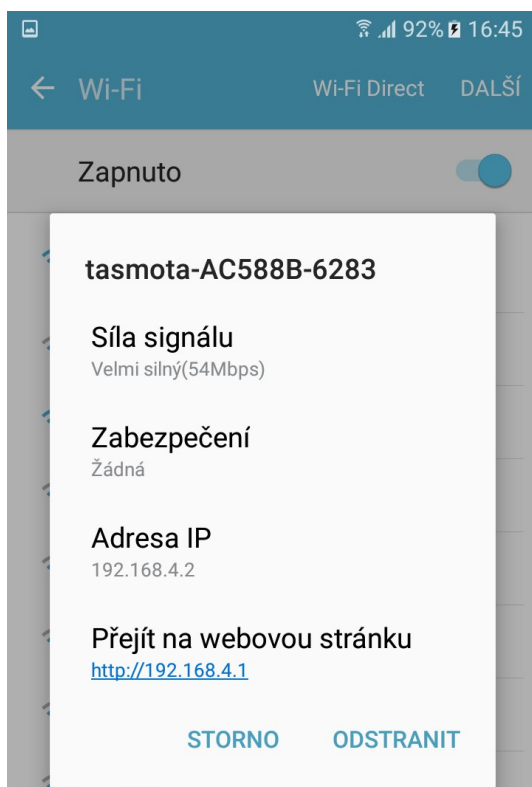 92% 16:45
Wi-Fi Wi-Fi Direct DALŠÍ
Zapnuto
tasmota-AC588B-6283
Síla signálu
Velmi silný(54Mbps)
Zabezpečení
Žádná
Adresa IP
192.168.4.2
Přejít na webovou stránku
http://192.168.4.1
STORNO ODSTRANIT